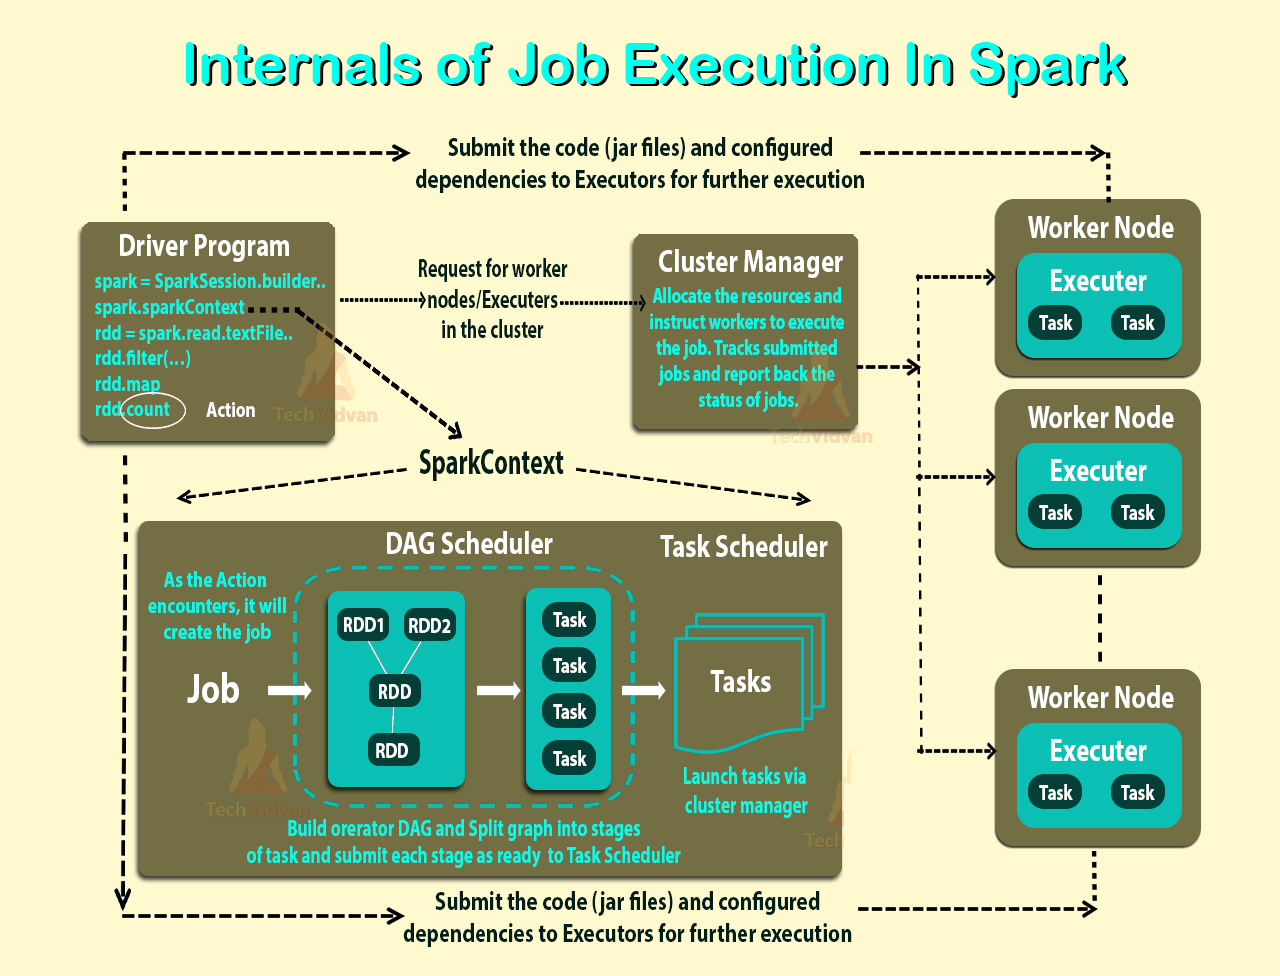 Internals of Job Execution In Spark
Submit the code (jar files) and configured
dependencies to Executors for further execution
Driver Program
spark = SparkSession.builder..
spark.sparkContext
rdd = spark.read.textFile..
rdd.filter(...)
rdd.map
rdd.count
Action
TechVidvan
Request for worker
nodes/Executers
in the cluster
Cluster Manager
Allocate the resources and
instruct workers to execute
the job. Tracks submitted
jobs and report back the
status of jobs.
TechVidvan
Worker Node
Executer
Task
Task
Worker Node
Executer
Task
Task
Worker Node
Executer
Task
Task
SparkContext
DAG Scheduler
Task Scheduler
As the Action
encounters, it will
create the job
Job
RDD1
RDD2
RDD
RDD
Task
Task
Task
Task
Tasks
Launch tasks via
cluster manager
TechVidvan
Tech
Build orerator DAG and Split graph into stages
of task and submit each stage as ready to Task Scheduler
Submit the code (jar files) and configured
dependencies to Executors for further execution